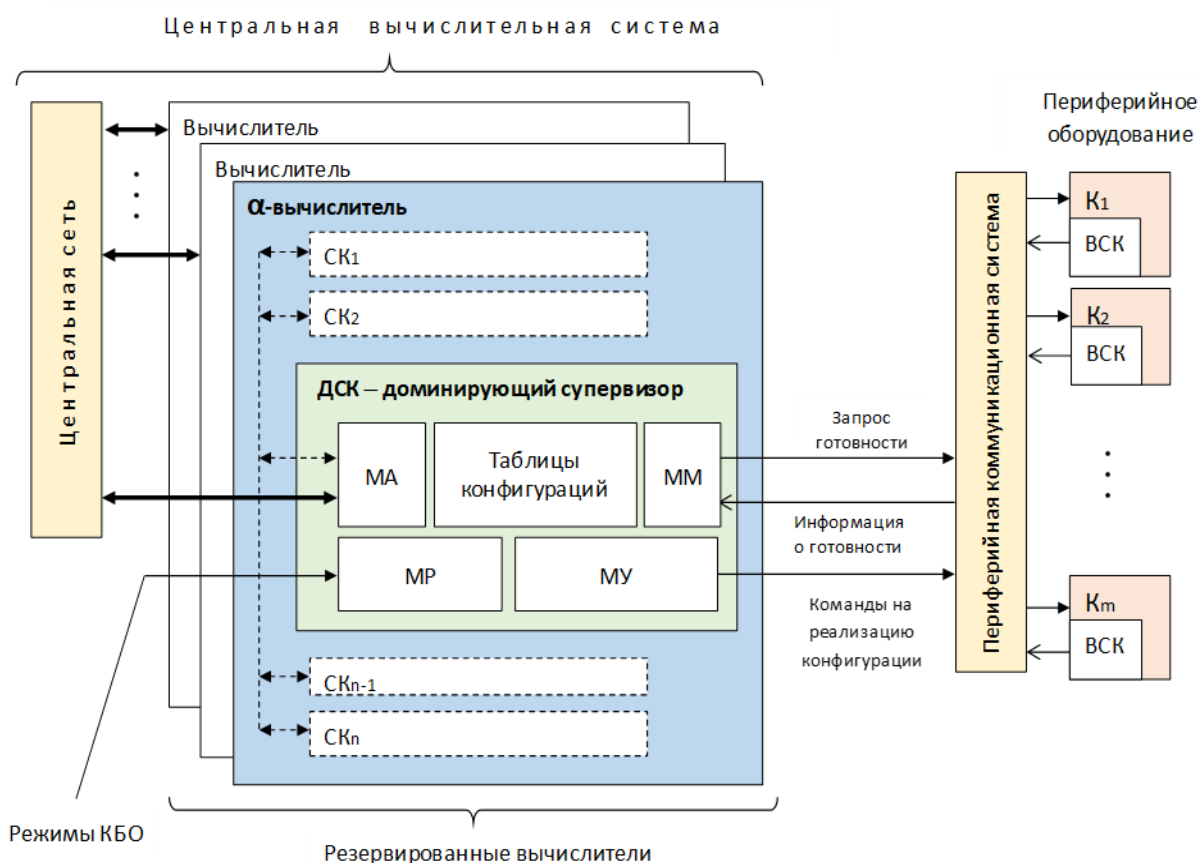 Центральная вычислительная система
Периферийное
оборудование
Центральная сеть
Вычислитель
Вычислитель
α-вычислитель
СК1
СК2
ДСК – доминирующий супервизор
МА
Таблицы
конфигураций
ММ
МР
МУ
СКn-1
СКn
Запрос
готовности
Информация
о готовности
Команды на
реализацию
конфигурации
Периферийная коммуникационная система
К1
ВСК
К2
ВСК
Кm
ВСК
Режимы КБО
Резервированные вычислители